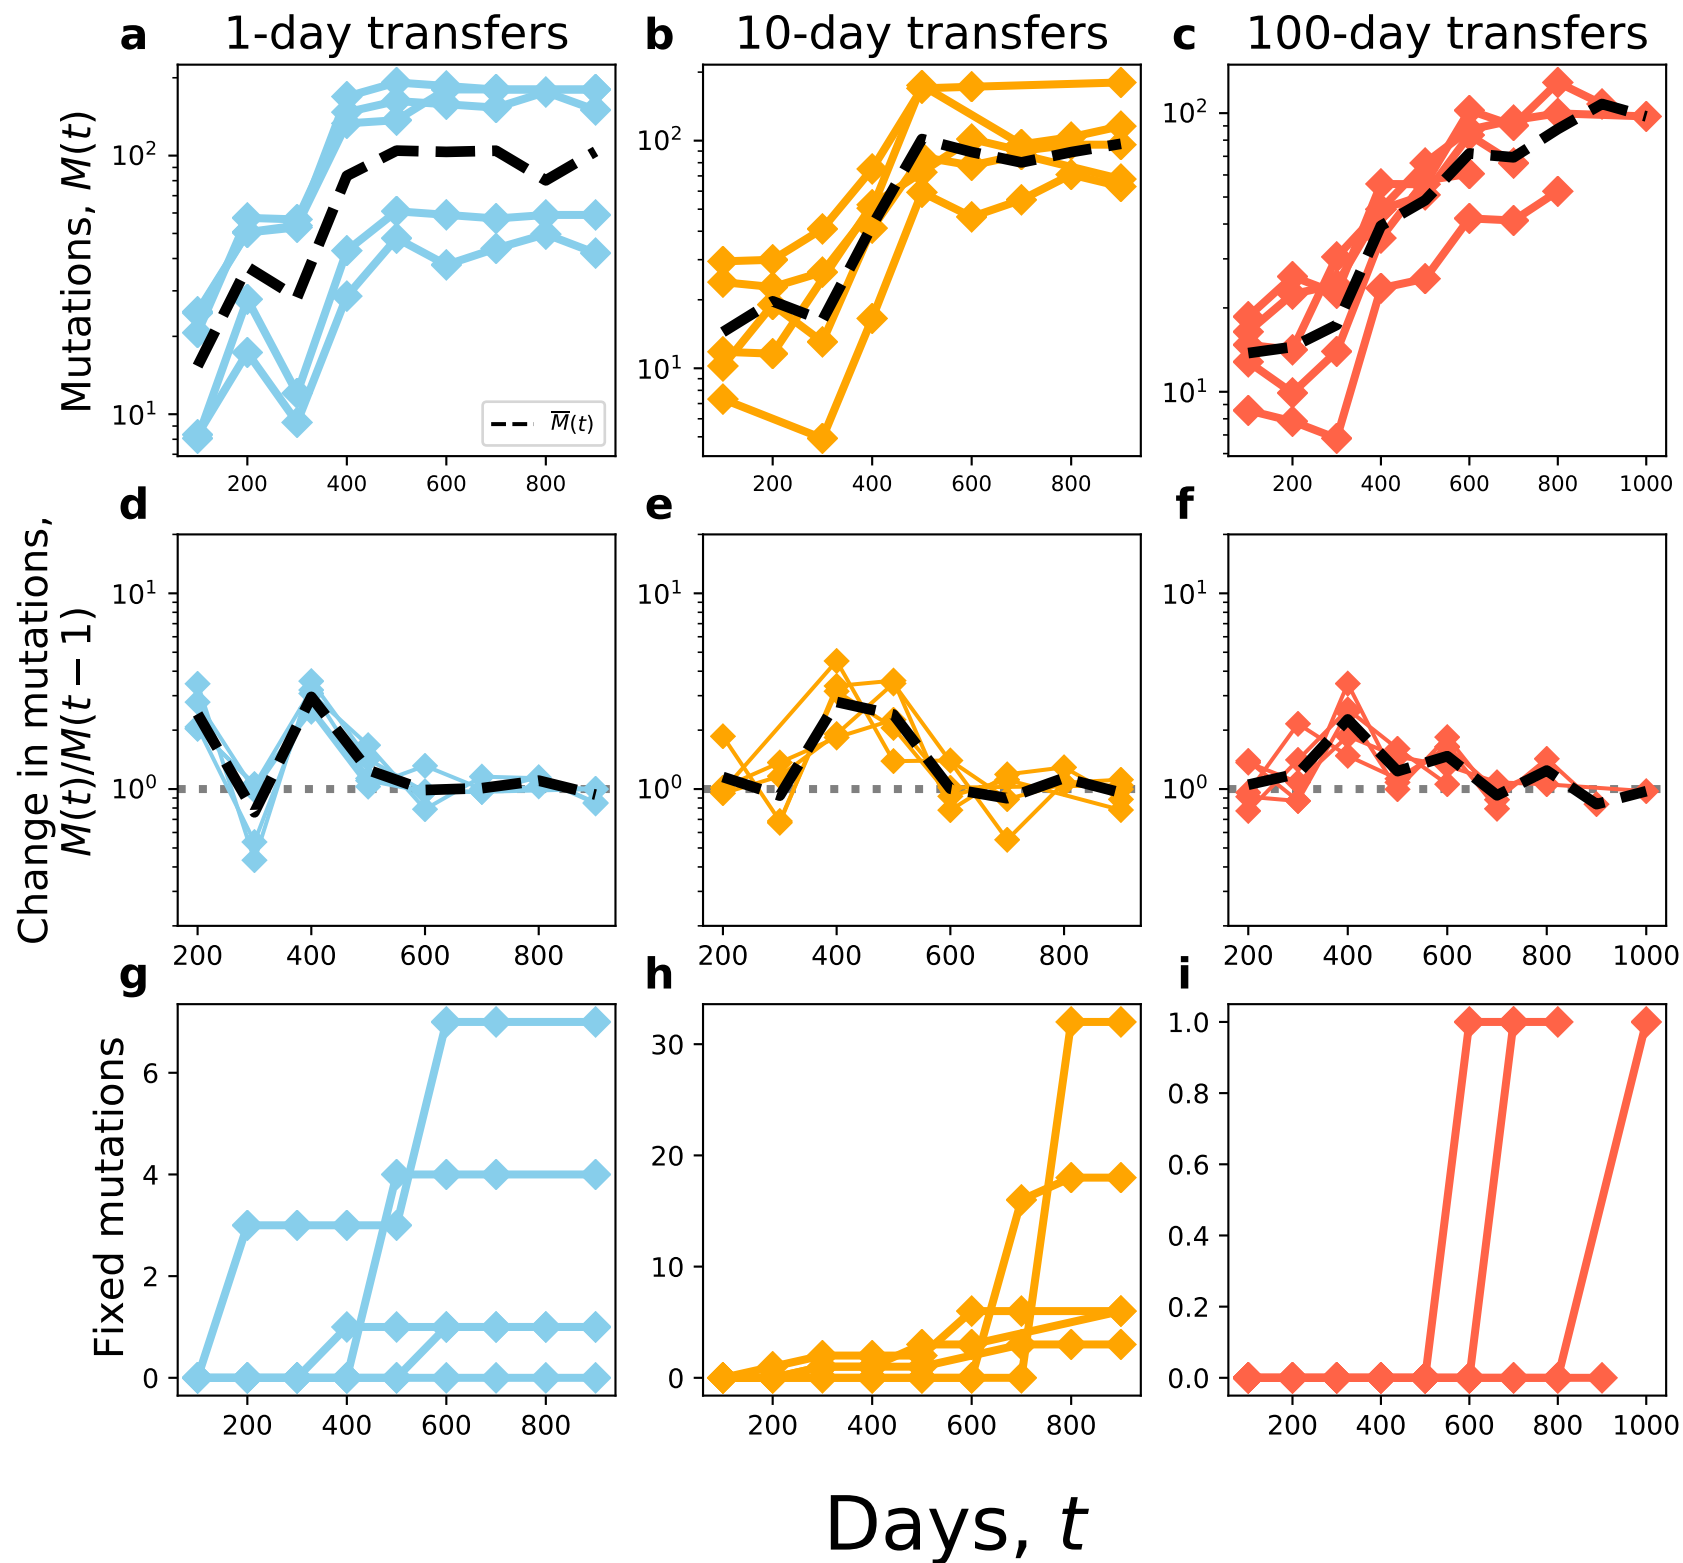 a 1-day transfers
b 10-day transfers
c 100-day transfers
Mutations, M(t)
10²
10¹
M̅(t)
200 400 600 800
10²
10¹
200 400 600 800
10²
10¹
200 400 600 800 1000
d
e
f
Change in mutations,
M(t)/M(t − 1)
10¹
10⁰
200 400 600 800
10¹
10⁰
200 400 600 800
10¹
10⁰
200 400 600 800 1000
g
h
i
Fixed mutations
6
4
2
0
200 400 600 800
30
20
10
0
200 400 600 800
1.0
0.8
0.6
0.4
0.2
0.0
200 400 600 800 1000
Days, t